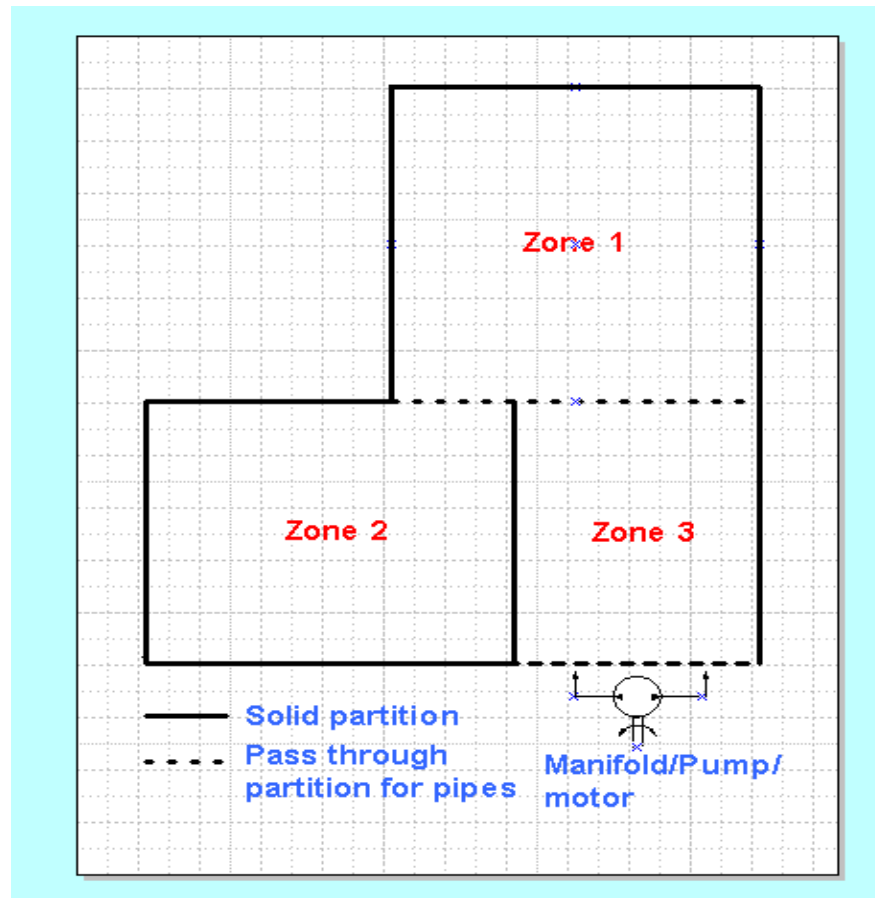 Zone 1
Zone 2
Zone 3
Solid partition
Pass through
partition for pipes
Manifold/Pump/
motor